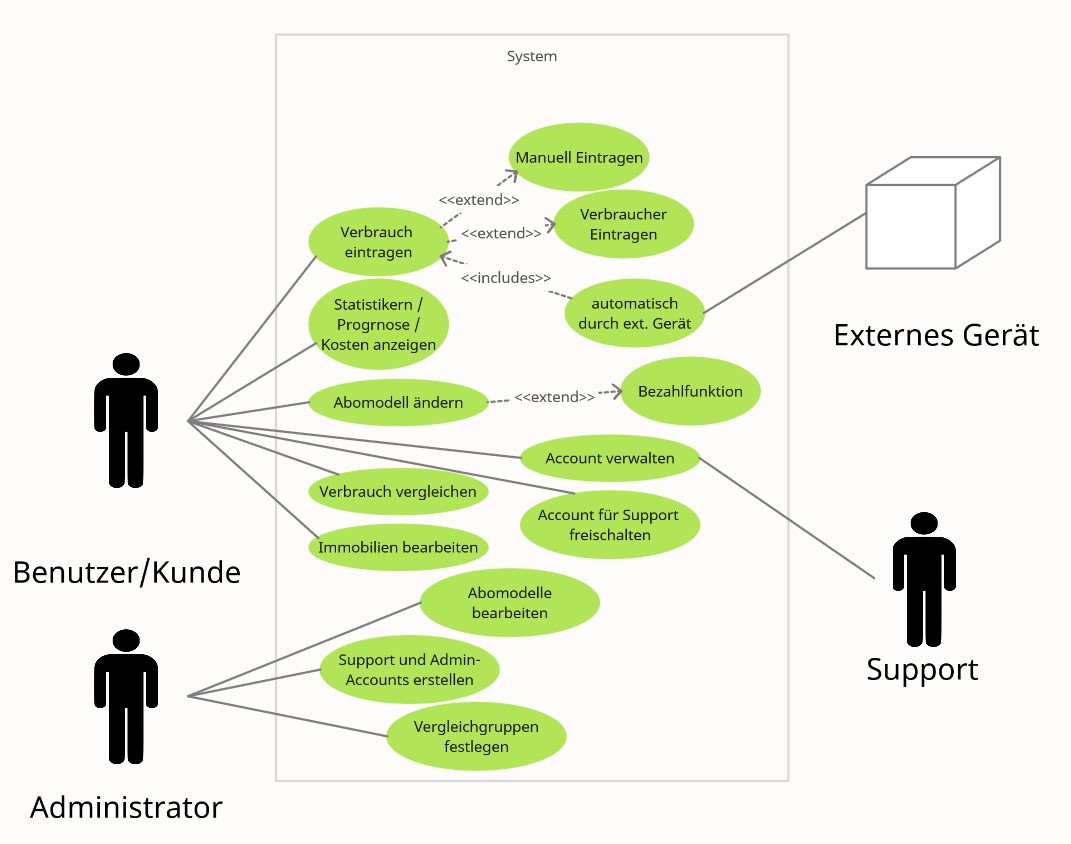 System
Manuell Eintragen
<<extend>>
Verbraucher
Eintragen
<<extend>>
Verbrauch
eintragen
<<includes>>
automatisch
durch ext. Gerät
Externes Gerät
Statistikern /
Progrnose /
Kosten anzeigen
Abomodell ändern
<<extend>>
Bezahlfunktion
Account verwalten
Verbrauch vergleichen
Account für Support
freischalten
Immobilien bearbeiten
Benutzer/Kunde
Abomodelle
bearbeiten
Support und Admin-
Accounts erstellen
Support
Vergleichgruppen
festlegen
Administrator